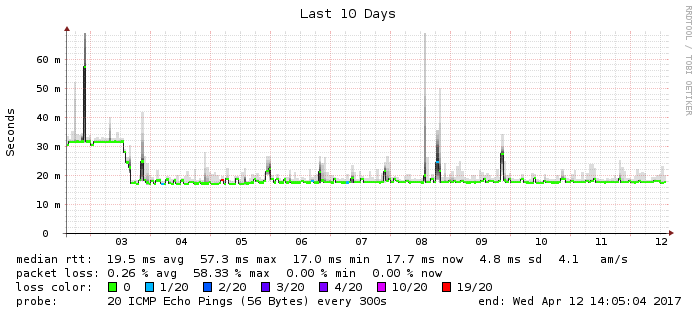 Last 10 Days
RRDTOOL / TOBI OETIKER
Seconds
60 m
50 m
40 m
30 m
20 m
10 m
0
03 04 05 06 07 08 09 10 11 12
median rtt: 19.5 ms avg 57.3 ms max 17.0 ms min 17.7 ms now 4.8 ms sd 4.1 am/s
packet loss: 0.26 % avg 58.33 % max 0.00 % min 0.00 % now
loss color: 0 1/20 2/20 3/20 4/20 10/20 19/20
probe: 20 ICMP Echo Pings (56 Bytes) every 300s end: Wed Apr 12 14:05:04 2017